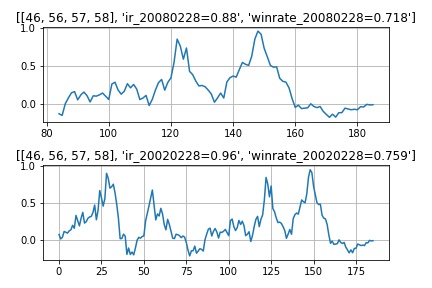 [[46, 56, 57, 58], 'ir_20080228=0.88', 'winrate_20080228=0.718']
1.0
0.5
0.0
80 100 120 140 160 180
[[46, 56, 57, 58], 'ir_20020228=0.96', 'winrate_20020228=0.759']
1.0
0.5
0.0
0 25 50 75 100 125 150 175